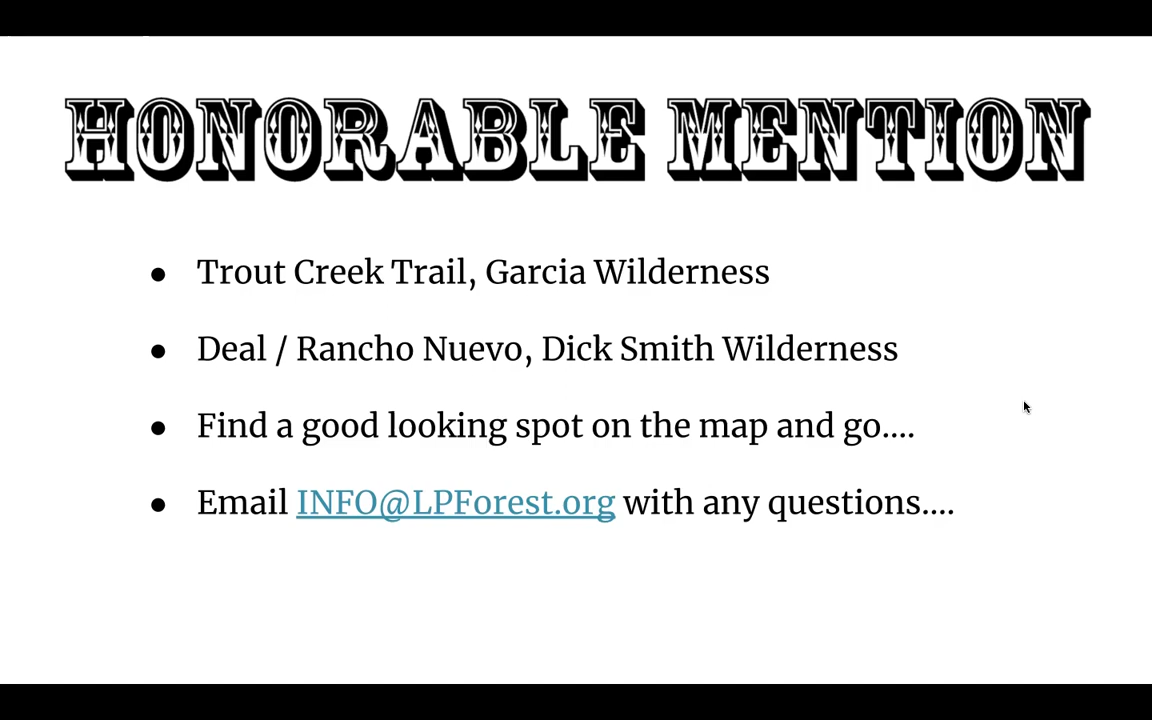 HONORABLE MENTION
● Trout Creek Trail, Garcia Wilderness
● Deal / Rancho Nuevo, Dick Smith Wilderness
● Find a good looking spot on the map and go....
● Email INFO@LPForest.org with any questions....